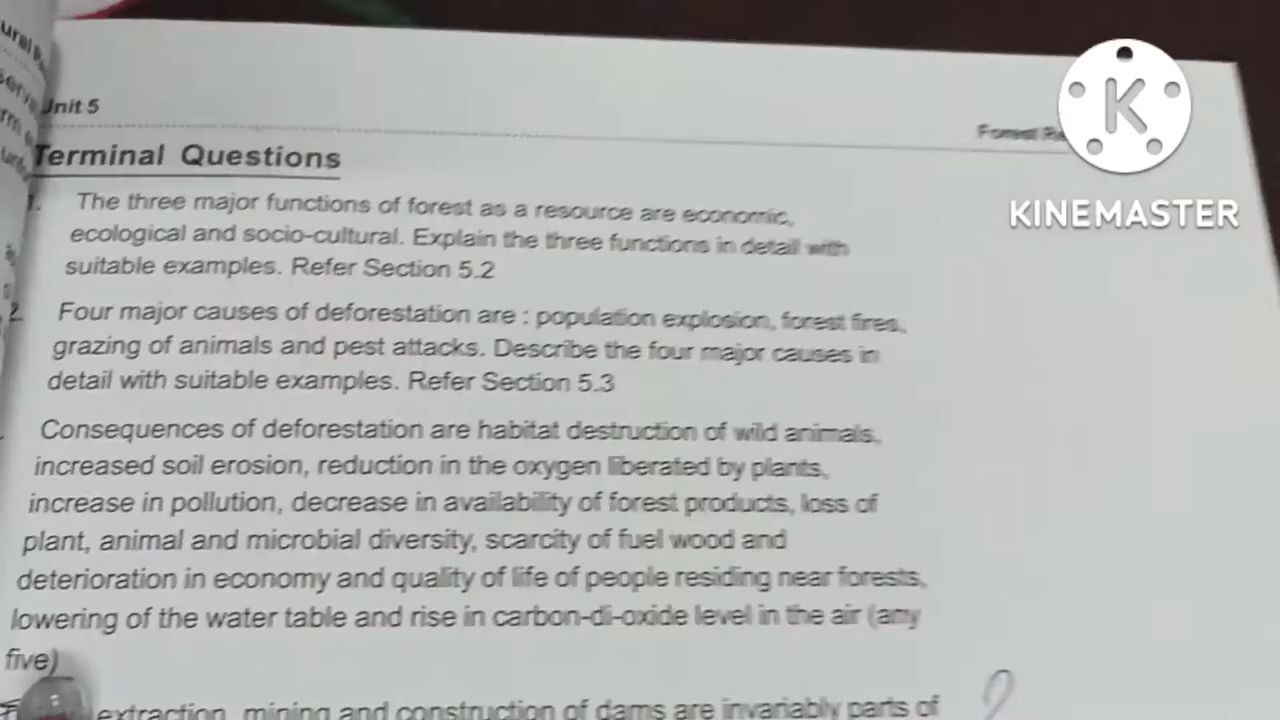 Unit 5
Forest
K
KINEMASTER
Terminal Questions
1. The three major functions of forest as a resource are economic,
ecological and socio-cultural. Explain the three functions in detail with
suitable examples. Refer Section 5.2
2. Four major causes of deforestation are : population explosion, forest fires,
grazing of animals and pest attacks. Describe the four major causes in
detail with suitable examples. Refer Section 5.3
Consequences of deforestation are habitat destruction of wild animals,
increased soil erosion, reduction in the oxygen liberated by plants,
increase in pollution, decrease in availability of forest products, loss of
plant, animal and microbial diversity, scarcity of fuel wood and
deterioration in economy and quality of life of people residing near forests,
lowering of the water table and rise in carbon-di-oxide level in the air (any
five)
extraction, mining and construction of dams are invariably parts of